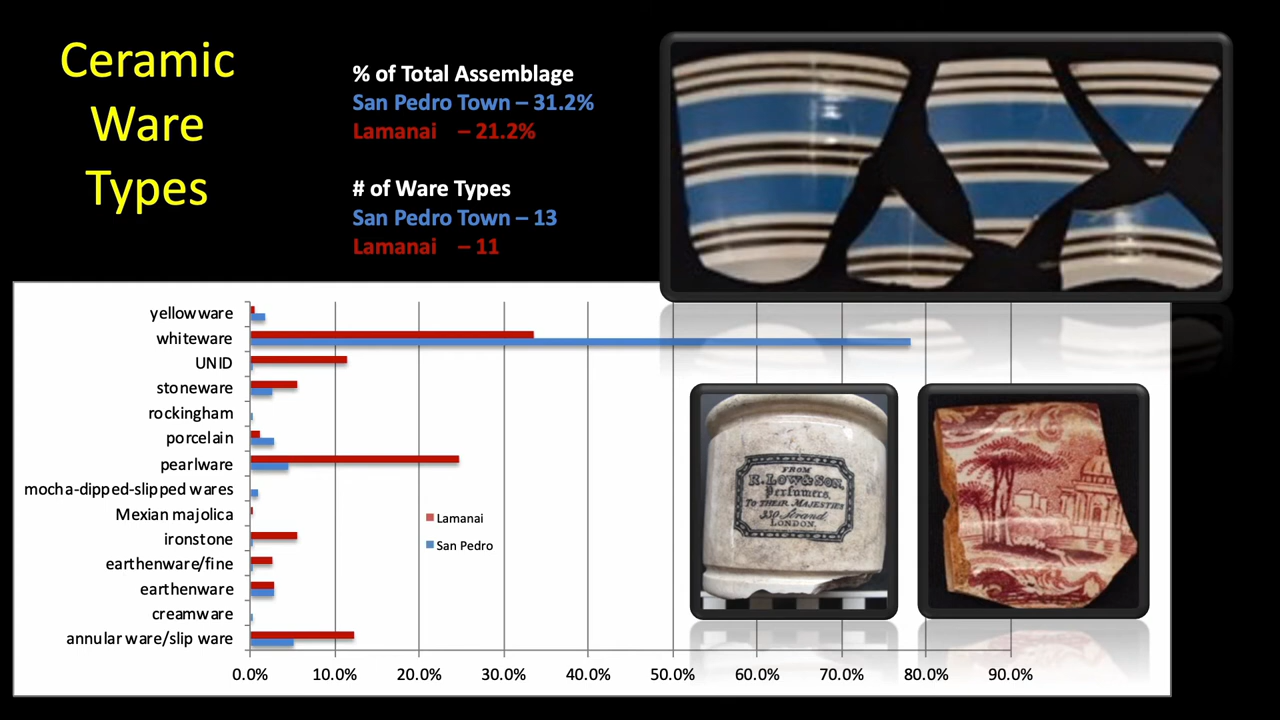 Ceramic
Ware
Types
% of Total Assemblage
San Pedro Town – 31.2%
Lamanai – 21.2%
# of Ware Types
San Pedro Town – 13
Lamanai – 11
yellowware
whiteware
UNID
stoneware
rockingham
porcelain
pearlware
mocha-dipped-slipped wares
Mexian majolica
ironstone
earthenware/fine
earthenware
creamware
annular ware/slip ware
Lamanai
San Pedro
0.0% 10.0% 20.0% 30.0% 40.0% 50.0% 60.0% 70.0% 80.0% 90.0%
FROM
R. LOW & SON,
Perfumers,
TO THEIR MAJESTIES
330 Strand
LONDON.